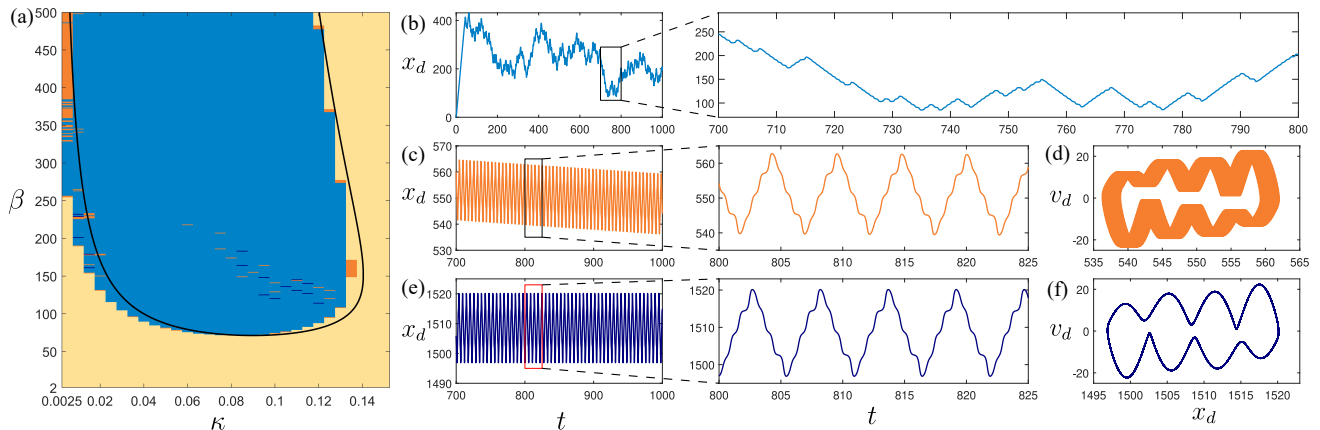 (a)
500
450
400
350
300
250
200
150
100
50
2
β
0.0025 0.02 0.04 0.06 0.08 0.10 0.12 0.14
κ
(b)
x_d
400
200
0
0 200 400 600 800 1000
250
200
150
100
700 710 720 730 740 750 760 770 780 790 800
(c)
x_d
570
560
550
540
530
700 800 900 1000
560
550
540
800 805 810 815 820 825
(d)
v_d
20
0
-20
535 540 545 550 555 560 565
(e)
x_d
1520
1510
1500
1490
700 800 900 1000
t
1520
1510
1500
800 805 810 815 820 825
t
(f)
v_d
20
0
-20
1495 1500 1505 1510 1515 1520
x_d